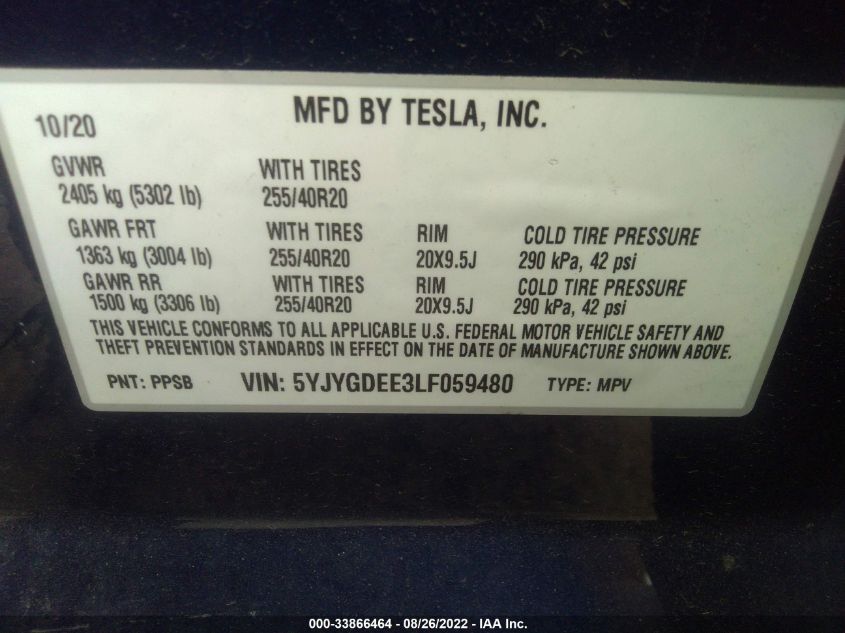 MFD BY TESLA, INC.
10/20
GVWR WITH TIRES
2405 kg (5302 lb) 255/40R20
GAWR FRT WITH TIRES RIM COLD TIRE PRESSURE
1363 kg (3004 lb) 255/40R20 20X9.5J 290 kPa, 42 psi
GAWR RR WITH TIRES RIM COLD TIRE PRESSURE
1500 kg (3306 lb) 255/40R20 20X9.5J 290 kPa, 42 psi
THIS VEHICLE CONFORMS TO ALL APPLICABLE U.S. FEDERAL MOTOR VEHICLE SAFETY AND
THEFT PREVENTION STANDARDS IN EFFECT ON THE DATE OF MANUFACTURE SHOWN ABOVE.
PNT: PPSB VIN: 5YJYGDEE3LF059480 TYPE: MPV
000-33866464 - 08/26/2022 - IAA Inc.